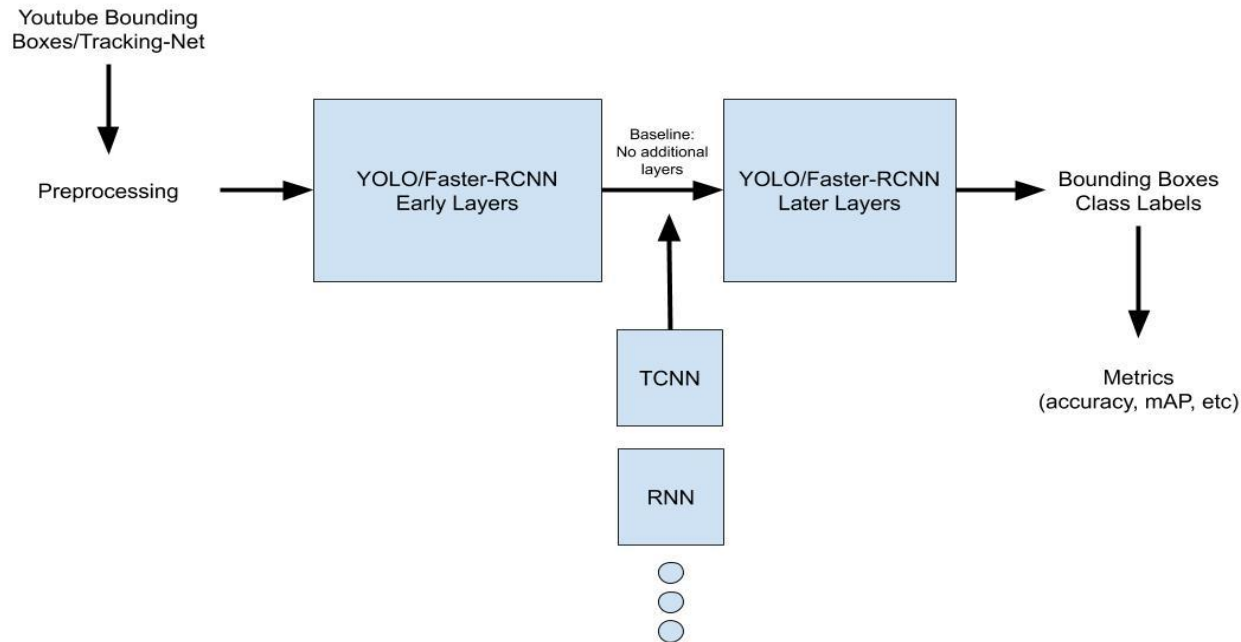 Youtube Bounding
Boxes/Tracking-Net
Preprocessing
YOLO/Faster-RCNN
Early Layers
Baseline:
No additional
layers
YOLO/Faster-RCNN
Later Layers
Bounding Boxes
Class Labels
TCNN
Metrics
(accuracy, mAP, etc)
RNN